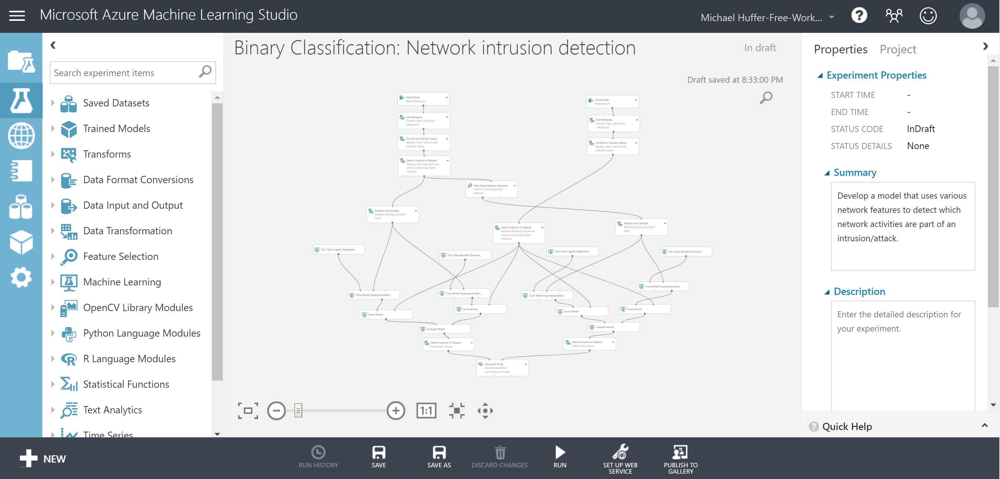 Microsoft Azure Machine Learning Studio
Michael Huffer-Free-Work...
Search experiment items
Saved Datasets
Trained Models
Transforms
Data Format Conversions
Data Input and Output
Data Transformation
Feature Selection
Machine Learning
OpenCV Library Modules
Python Language Modules
R Language Modules
Statistical Functions
Text Analytics
Time Series
Binary Classification: Network intrusion detection
In draft
Draft saved at 8:33:00 PM
Import Data
Read training set
Import Data
Read test set
Edit Metadata
Convert 'class' column to
categorical
Edit Metadata
Convert 'class' column to
categorical
Convert to Indicator Values
Replace 'class' column with
indicator values
Convert to Indicator Values
Replace 'class' column with
indicator values
Select Columns in Dataset
Remove diff-level column as
well as unnecessary label
columns
Filter Based Feature Selection
Select 15 most important
features
Partition and Sample
Partition training set into 5
folds
Select Columns in Dataset
Remove diff-level columns as
well as unnecessary label
columns
Partition and Sample
Partition training set into 5
folds
Two-Class Logistic Regression
Two-Class Boosted Decision...
Two-Class Logistic Regression
Two-Class Boosted Decision...
Tune Model Hyperparameters
Tune Model Hyperparameters
Tune Model Hyperparameters
Tune Model Hyperparameters
Score Model
Score Model
Score Model
Score Model
Evaluate Model
Evaluate Model
Select Columns in Dataset
Select AUC column
Select Columns in Dataset
Select AUC column
Execute R Script
Generate table that
summarizes all results
1:1
Properties Project
Experiment Properties
START TIME -
END TIME -
STATUS CODE InDraft
STATUS DETAILS None
Summary
Develop a model that uses various
network features to detect which
network activities are part of an
intrusion/attack.
Description
Enter the detailed description for
your experiment.
Quick Help
NEW
RUN HISTORY
SAVE
SAVE AS
DISCARD CHANGES
RUN
SET UP WEB
SERVICE
PUBLISH TO
GALLERY